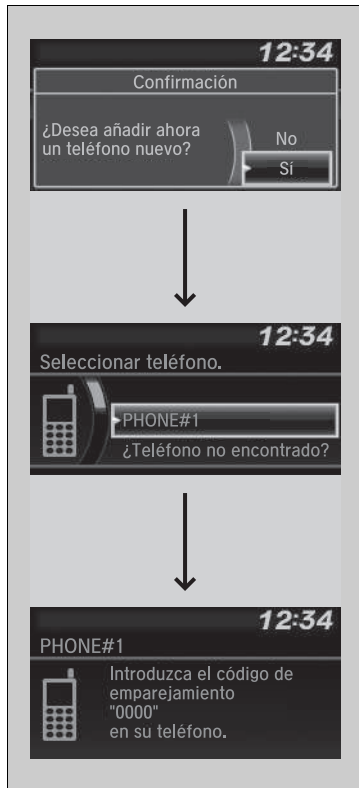 12:34
Confirmación
¿Desea añadir ahora
un teléfono nuevo?
No
Sí
12:34
Seleccionar teléfono.
PHONE#1
¿Teléfono no encontrado?
12:34
PHONE#1
Introduzca el código de
emparejamiento
"0000"
en su teléfono.